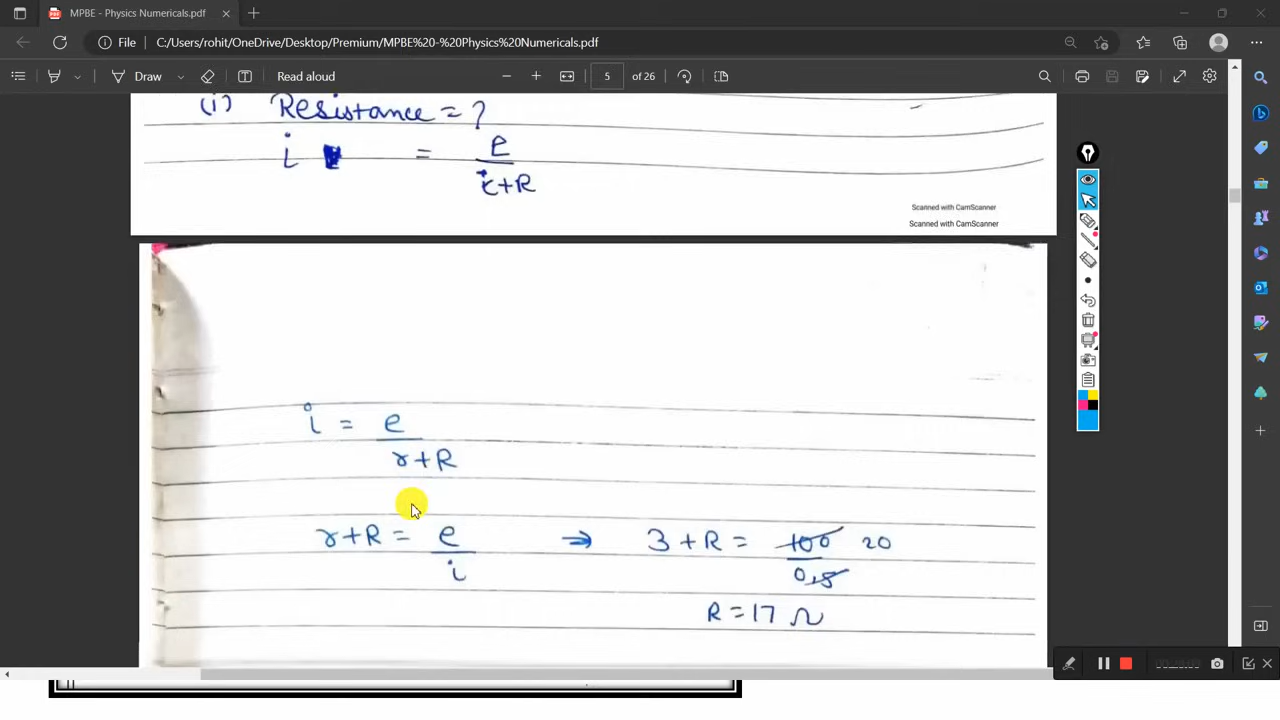 MPBE - Physics Numericals.pdf
File C:/Users/rohit/OneDrive/Desktop/Premium/MPBE%20-%20Physics%20Numericals.pdf
Draw Read aloud 5 of 26
(i) Resistance = ?
i = e
r+R
Scanned with CamScanner
Scanned with CamScanner
i = e
r+R
r+R = e ⇒ 3 + R = 100 20
i 0.5
R = 17 Ω